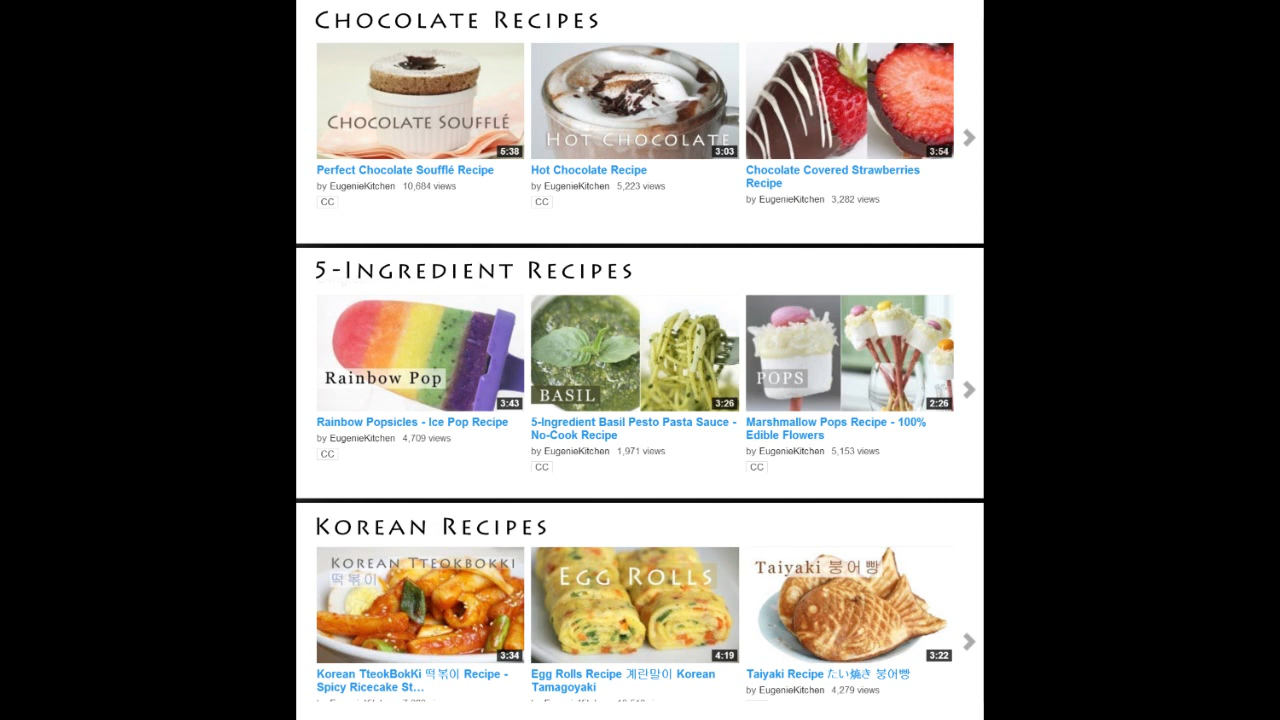 CHOCOLATE RECIPES
CHOCOLATE SOUFFLÉ
5:38
HOT CHOCOLATE
3:03
3:54
Perfect Chocolate Soufflé Recipe
by EugenieKitchen 10,684 views
CC
Hot Chocolate Recipe
by EugenieKitchen 5,223 views
CC
Chocolate Covered Strawberries
Recipe
by EugenieKitchen 3,282 views
5-INGREDIENT RECIPES
Rainbow Pop
3:43
BASIL
3:26
POPS
2:26
Rainbow Popsicles - Ice Pop Recipe
by EugenieKitchen 4,709 views
CC
5-Ingredient Basil Pesto Pasta Sauce -
No-Cook Recipe
by EugenieKitchen 1,971 views
CC
Marshmallow Pops Recipe - 100%
Edible Flowers
by EugenieKitchen 5,153 views
CC
KOREAN RECIPES
KOREAN TTEOKBOKKI
떡볶이
3:34
EGG ROLLS
4:19
Taiyaki 붕어빵
3:22
Korean TteokBokKi 떡볶이 Recipe -
Spicy Ricecake St...
Egg Rolls Recipe 계란말이 Korean
Tamagoyaki
Taiyaki Recipe たい焼き 붕어빵
by EugenieKitchen 4,279 views